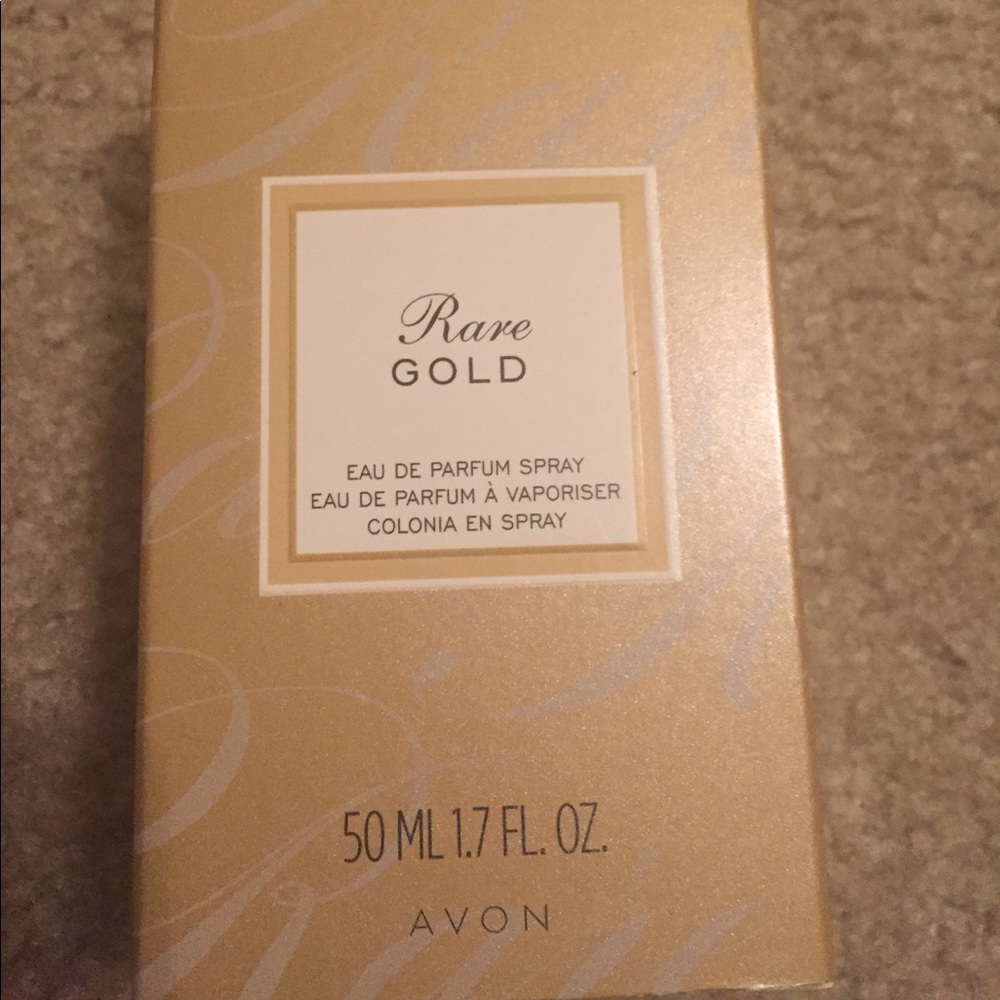 Rare
GOLD
EAU DE PARFUM SPRAY
EAU DE PARFUM À VAPORISER
COLONIA EN SPRAY
50 ML 1.7 FL. OZ.
AVON